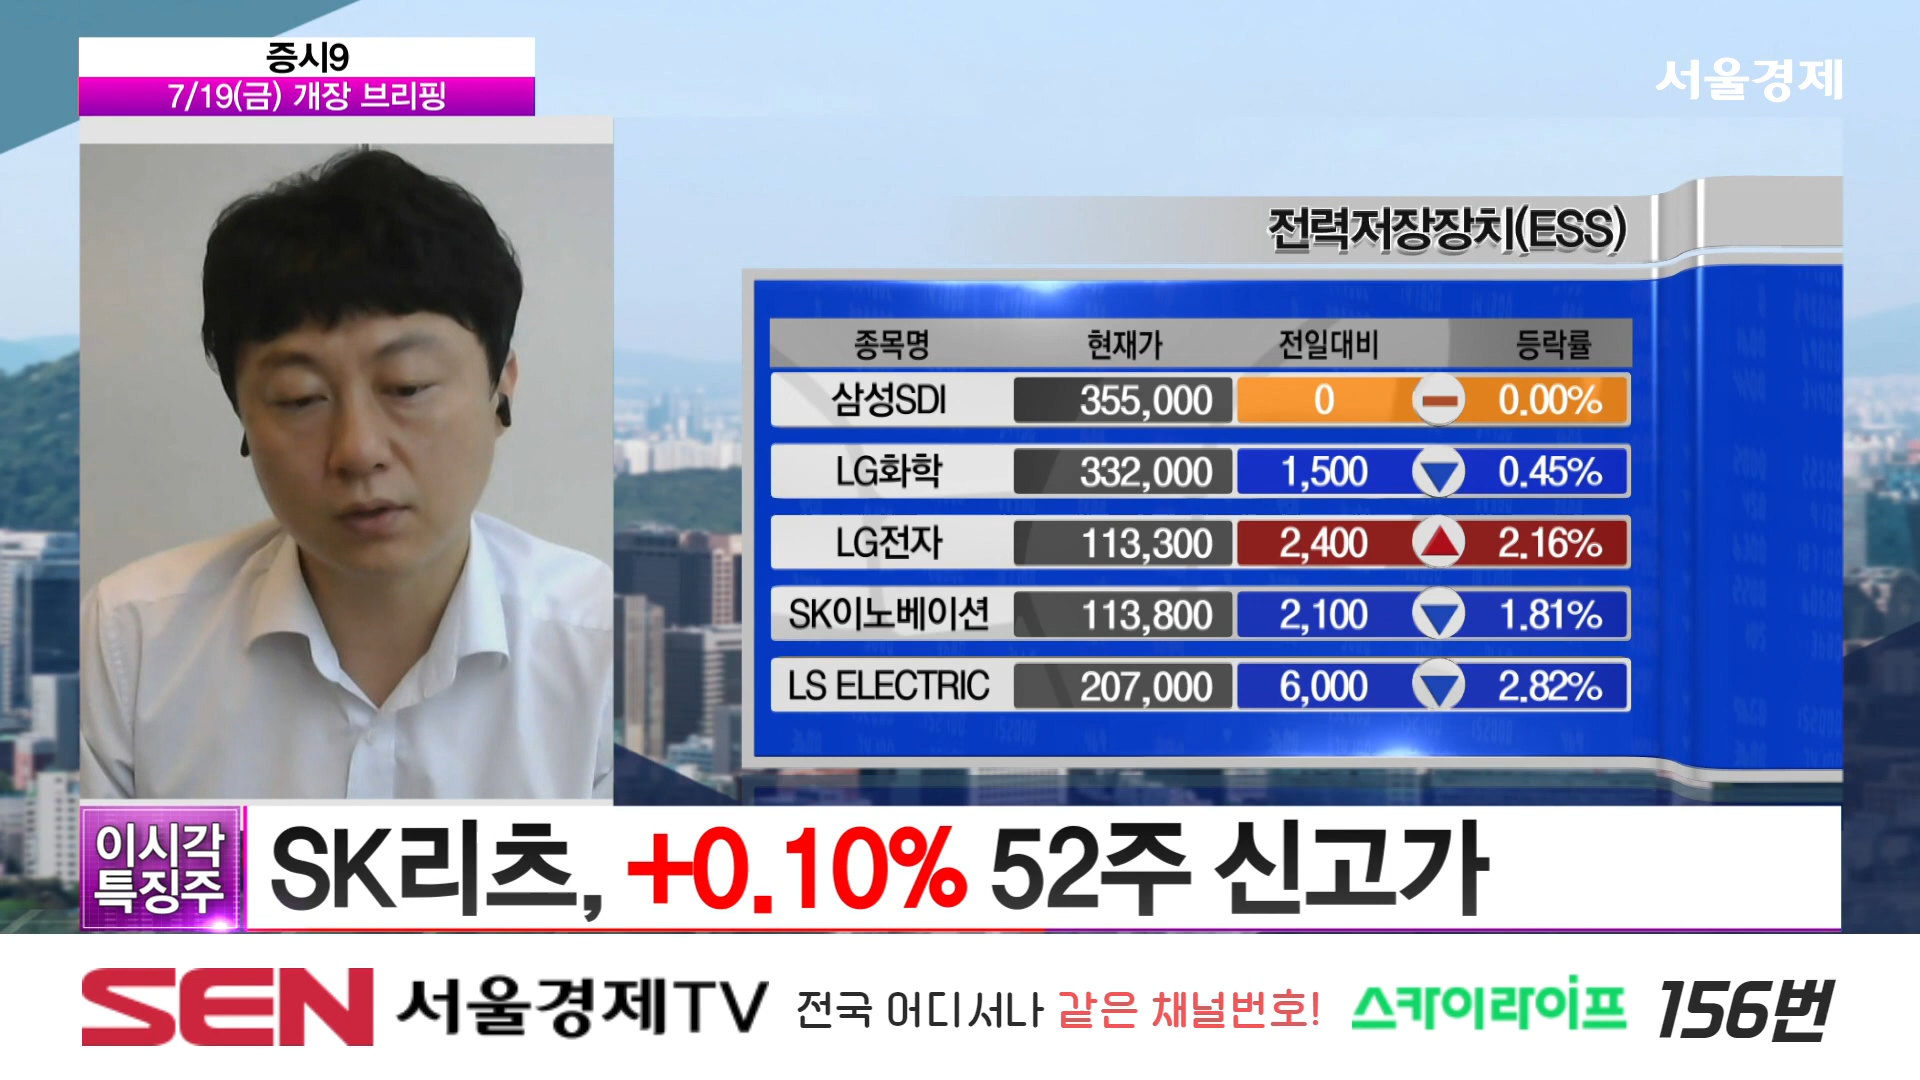 증시9
7/19(금) 개장 브리핑
서울경제
전력저장장치(ESS)
종목명 현재가 전일대비 등락률
삼성SDI 355,000 0 0.00%
LG화학 332,000 1,500 0.45%
LG전자 113,300 2,400 2.16%
SK이노베이션 113,800 2,100 1.81%
LS ELECTRIC 207,000 6,000 2.82%
이시각
특징주
SK리츠, +0.10% 52주 신고가
SEN 서울경제TV 전국 어디서나 같은 채널번호! 스카이라이프 156번